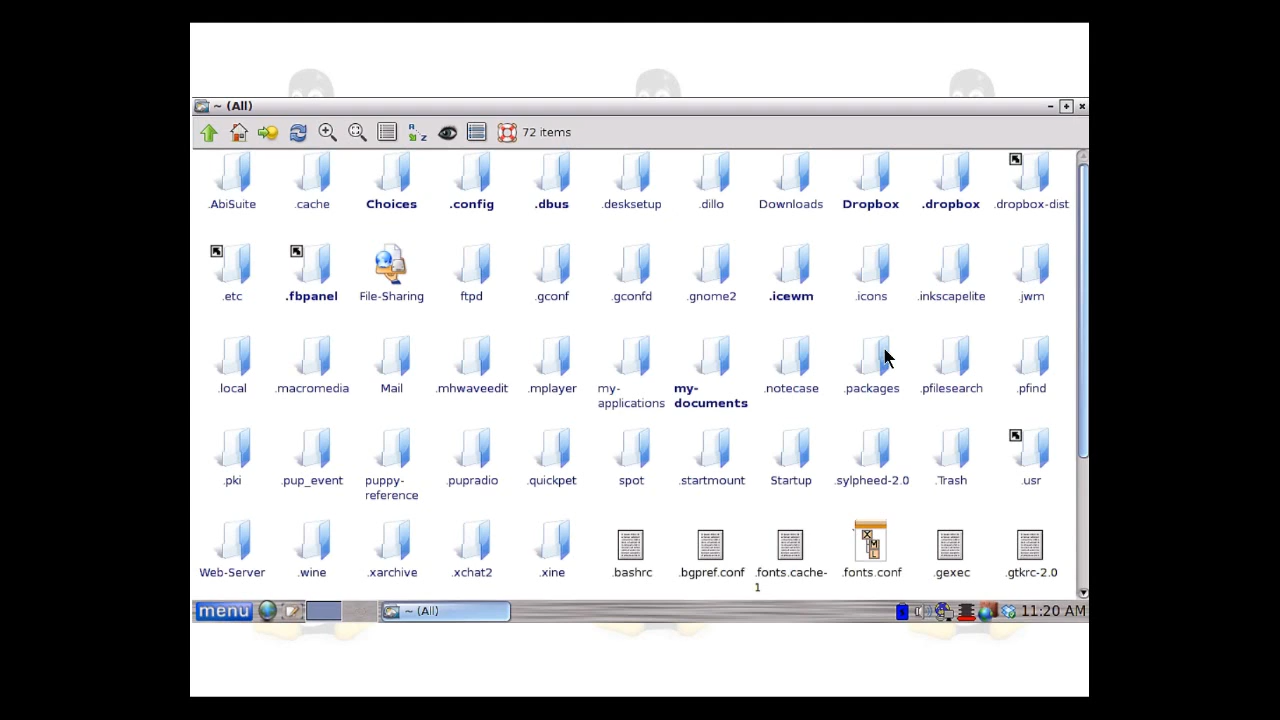 ~ (All)
72 items
.AbiSuite .cache Choices .config .dbus .desksetup .dillo Downloads Dropbox .dropbox .dropbox-dist
.etc .fbpanel File-Sharing ftpd .gconf .gconfd .gnome2 .icewm .icons .inkscapelite .jwm
.local .macromedia Mail .mhwaveedit .mplayer my- my- .notecase .packages .pfilesearch .pfind
applications documents
.pki .pup_event puppy- .pupradio .quickpet spot .startmount Startup .sylpheed-2.0 .Trash .usr
reference
Web-Server .wine .xarchive .xchat2 .xine .bashrc .bgpref.conf .fonts.cache- .fonts.conf .gexec .gtkrc-2.0
1
menu ~ (All) 11:20 AM